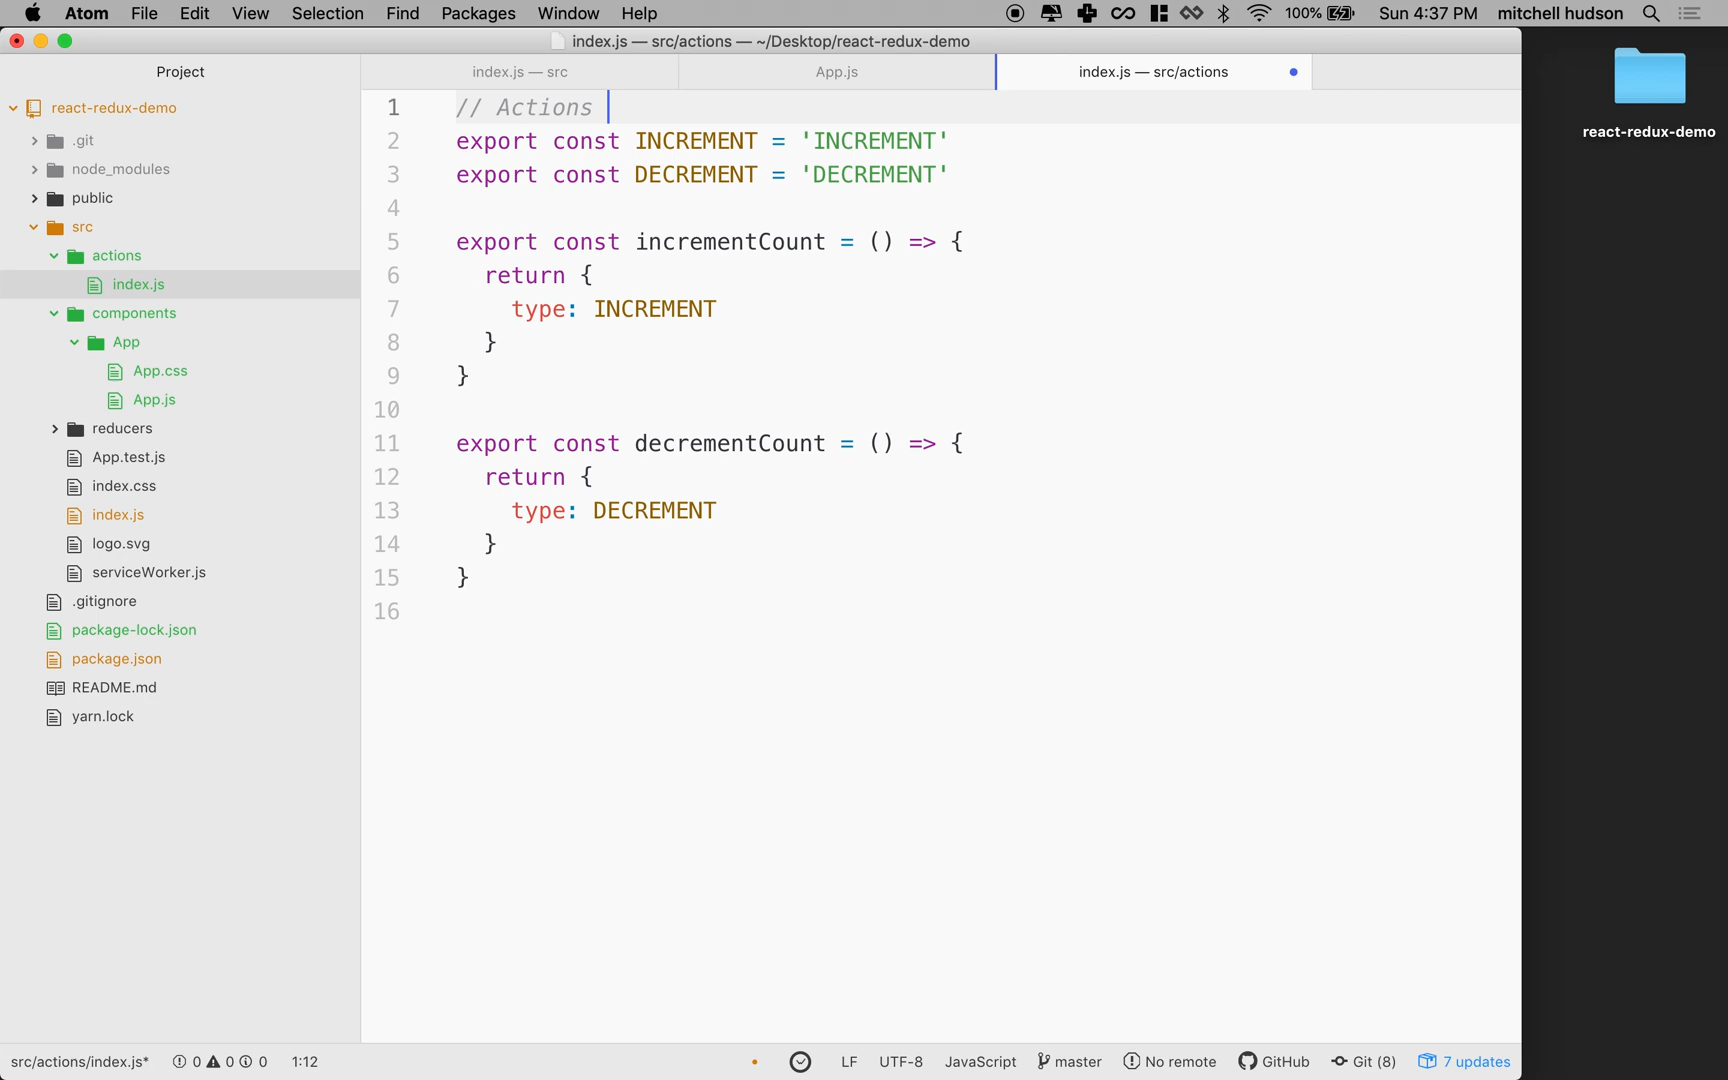 Atom File Edit View Selection Find Packages Window Help 100% Sun 4:37 PM mitchell hudson
index.js — src/actions — ~/Desktop/react-redux-demo
Project
index.js — src
App.js
index.js — src/actions
react-redux-demo
.git
node_modules
public
src
actions
index.js
components
App
App.css
App.js
reducers
App.test.js
index.css
index.js
logo.svg
serviceWorker.js
.gitignore
package-lock.json
package.json
README.md
yarn.lock
1 // Actions
2 export const INCREMENT = 'INCREMENT'
3 export const DECREMENT = 'DECREMENT'
4
5 export const incrementCount = () => {
6 return {
7 type: INCREMENT
8 }
9 }
10
11 export const decrementCount = () => {
12 return {
13 type: DECREMENT
14 }
15 }
16
react-redux-demo
src/actions/index.js* 0 0 0 1:12 LF UTF-8 JavaScript master No remote GitHub Git (8) 7 updates